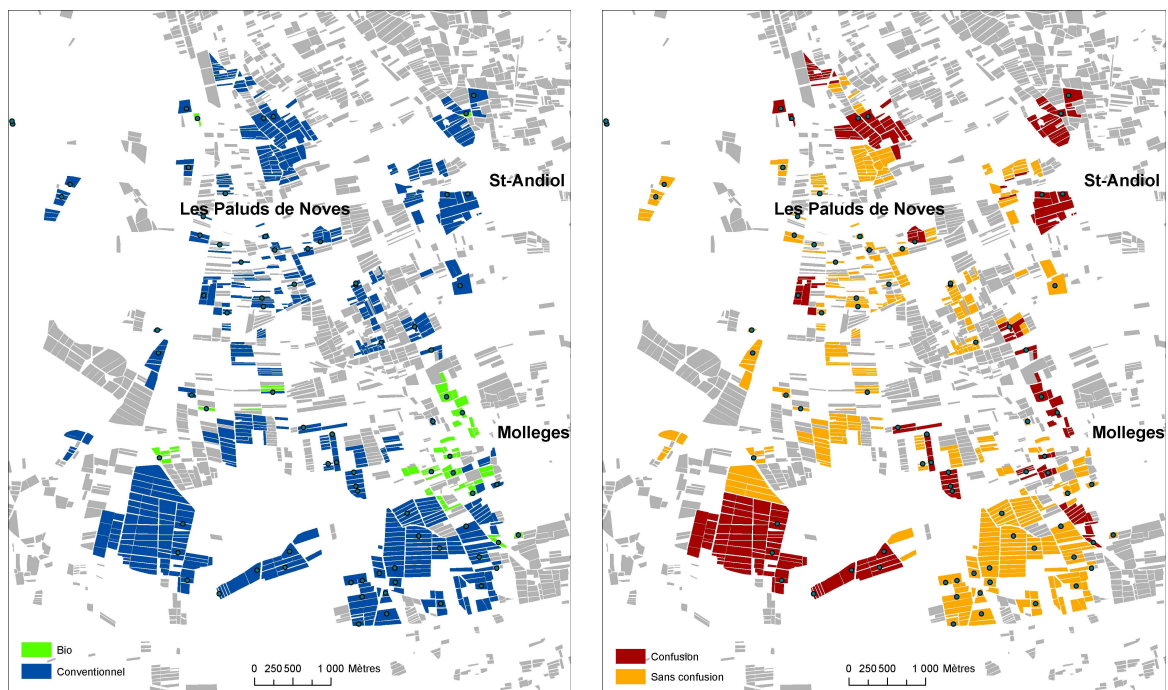 St-Andiol
Les Paluds de Noves
Molleges
Bio
Conventionnel
0 250 500 1 000 Mètres
St-Andiol
Les Paluds de Noves
Molleges
Confusion
Sans confusion
0 250 500 1 000 Mètres